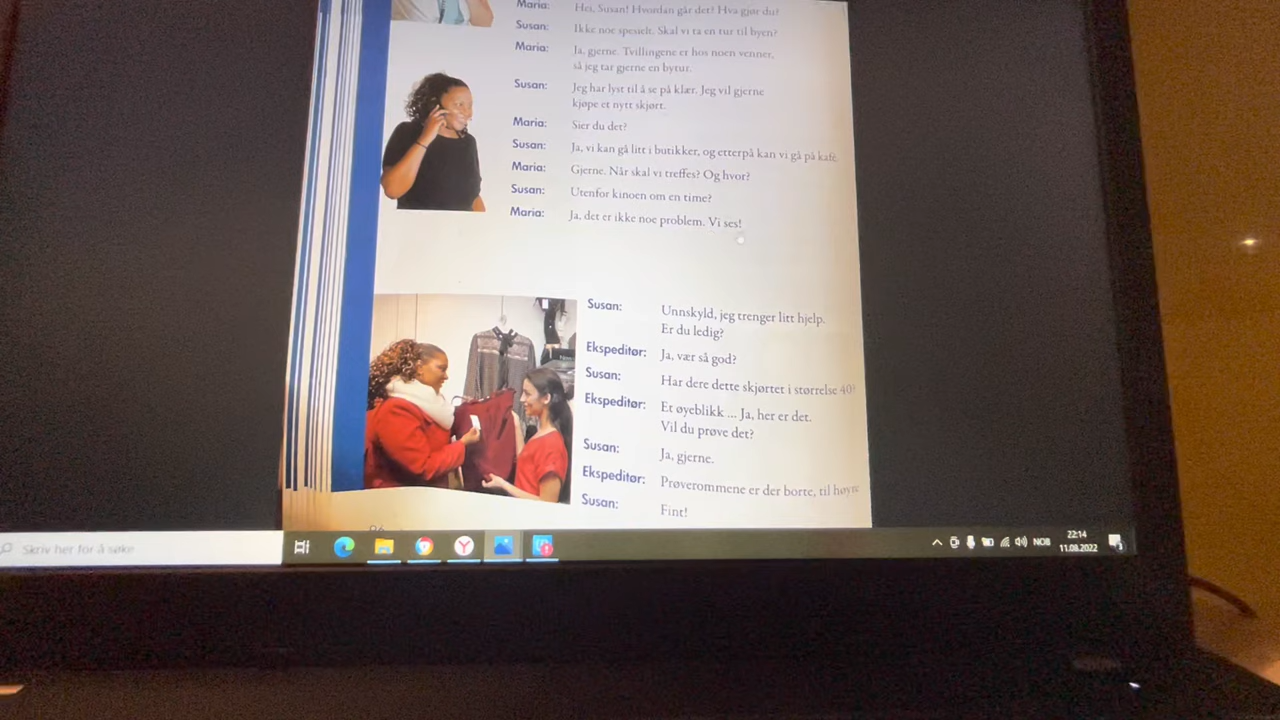 Maria: Hei, Susan! Hvordan går det? Hva gjør du?
Susan: Ikke noe spesielt. Skal vi ta en tur til byen?
Maria: Ja, gjerne. Tvillingene er hos noen venner,
så jeg tar gjerne en bytur.
Susan: Jeg har lyst til å se på klær. Jeg vil gjerne
kjøpe et nytt skjørt.
Maria: Sier du det?
Susan: Ja, vi kan gå litt i butikker, og etterpå kan vi gå på kafé.
Maria: Gjerne. Når skal vi treffes? Og hvor?
Susan: Utenfor kinoen om en time?
Maria: Ja, det er ikke noe problem. Vi ses!
Susan: Unnskyld, jeg trenger litt hjelp.
Er du ledig?
Ekspeditør: Ja, vær så god?
Susan: Har dere dette skjørtet i størrelse 40?
Ekspeditør: Et øyeblikk ... Ja, her er det.
Vil du prøve det?
Susan: Ja, gjerne.
Ekspeditør: Prøverommene er der borte, til høyre
Susan: Fint!
Skriv her for å søke
NOB
22:14
11.08.2022